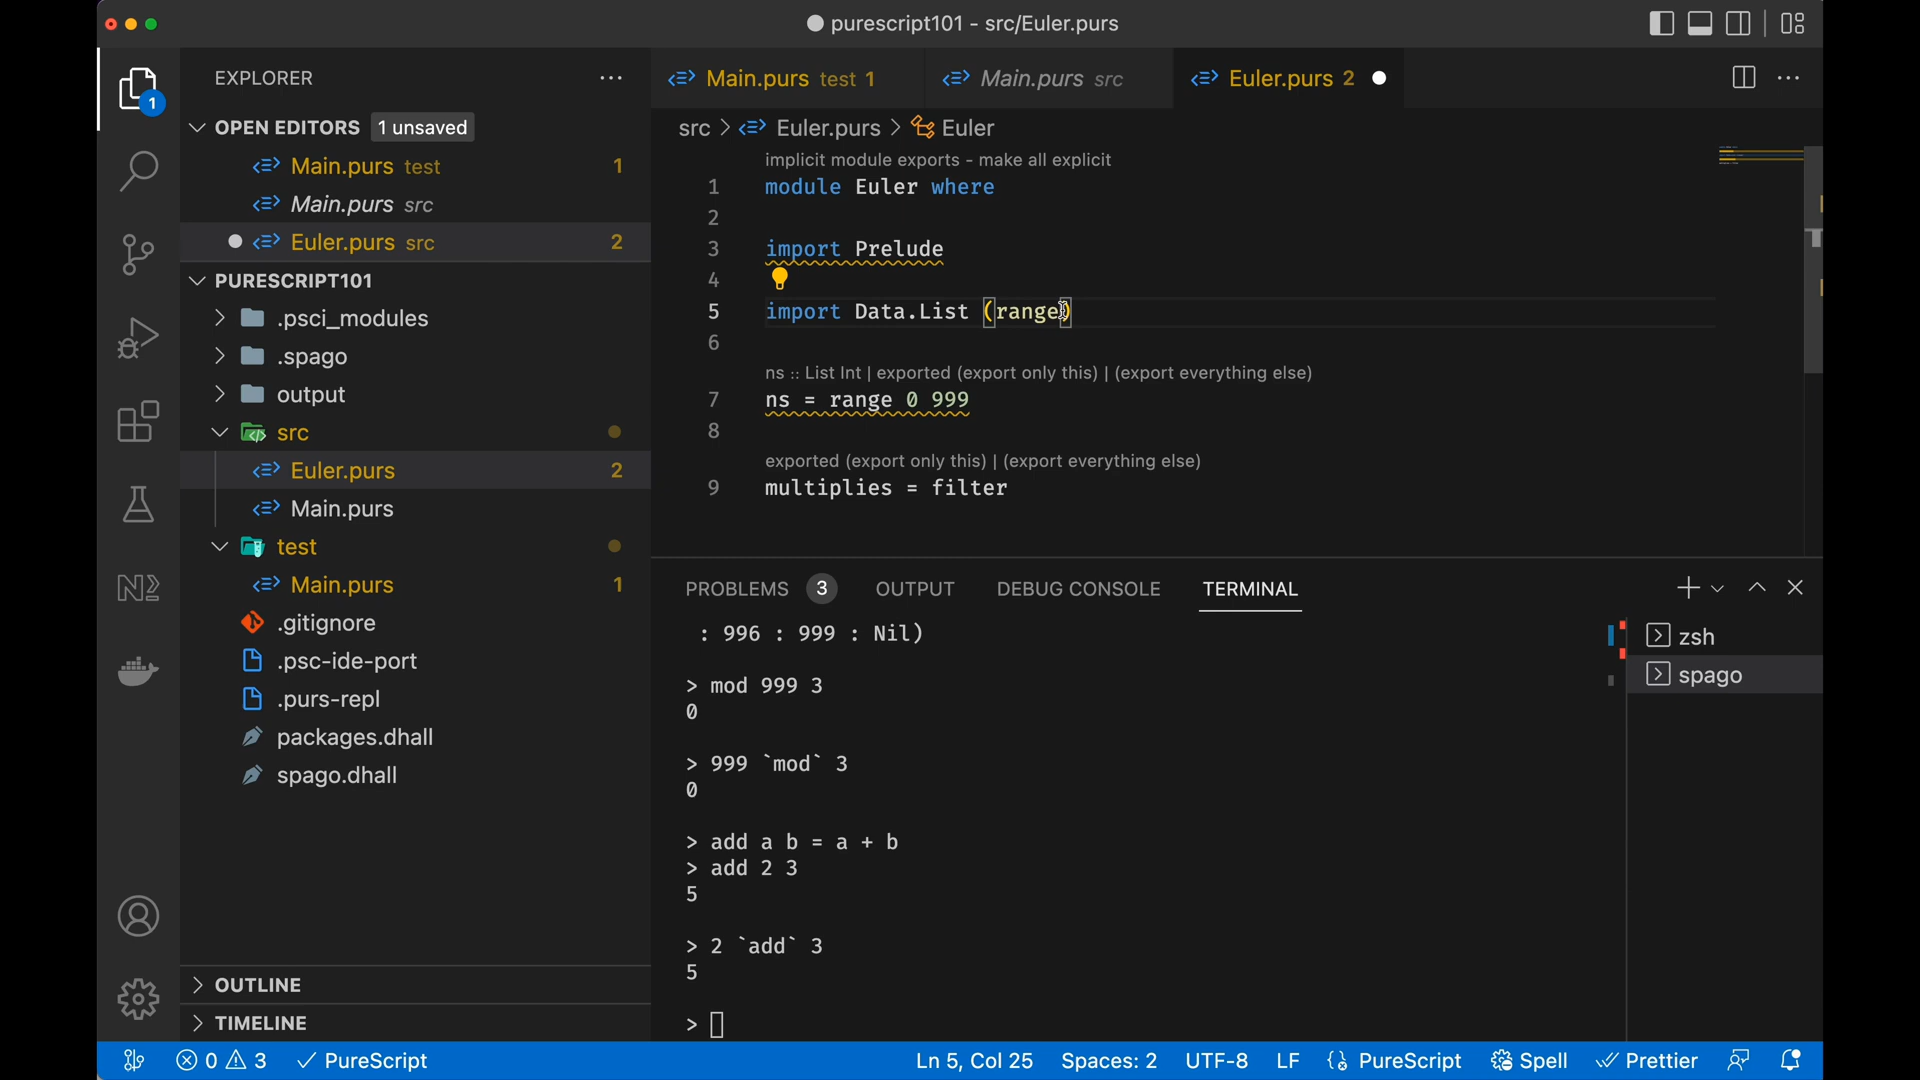 purescript101 - src/Euler.purs
1
EXPLORER
OPEN EDITORS 1 unsaved
Main.purs test 1
Main.purs src
Euler.purs src 2
PURESCRIPT101
.psci_modules
.spago
output
src
Euler.purs 2
Main.purs
test
Main.purs 1
.gitignore
.psc-ide-port
.purs-repl
packages.dhall
spago.dhall
OUTLINE
TIMELINE
Main.purs test 1
Main.purs src
Euler.purs 2
src > Euler.purs > Euler
implicit module exports - make all explicit
1 module Euler where
2
3 import Prelude
4
5 import Data.List (range)
6
ns :: List Int | exported (export only this) | (export everything else)
7 ns = range 0 999
8
exported (export only this) | (export everything else)
9 multiplies = filter
PROBLEMS 3 OUTPUT DEBUG CONSOLE TERMINAL
: 996 : 999 : Nil)
> mod 999 3
0
> 999 `mod` 3
0
> add a b = a + b
> add 2 3
5
> 2 `add` 3
5
>
zsh
spago
0 3 PureScript Ln 5, Col 25 Spaces: 2 UTF-8 LF PureScript Spell Prettier